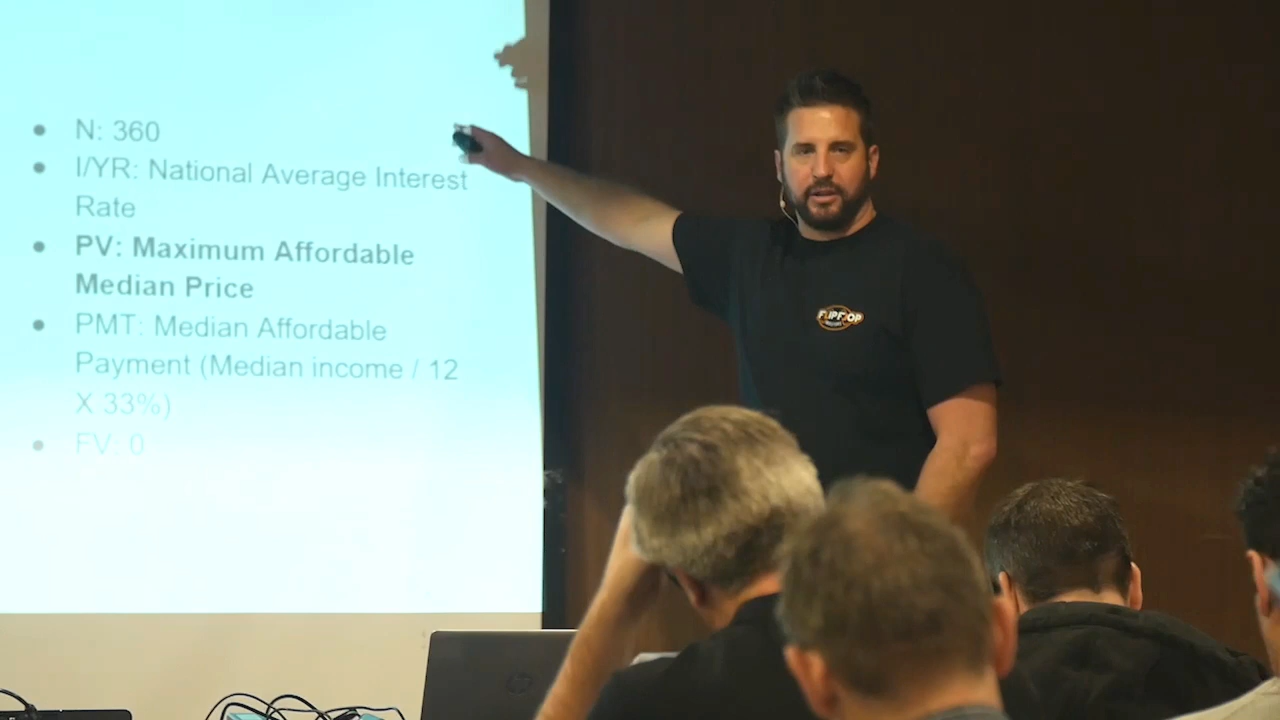 N: 360
I/YR: National Average Interest
Rate
PV: Maximum Affordable
Median Price
PMT: Median Affordable
Payment (Median income / 12
X 33%)
FV: 0